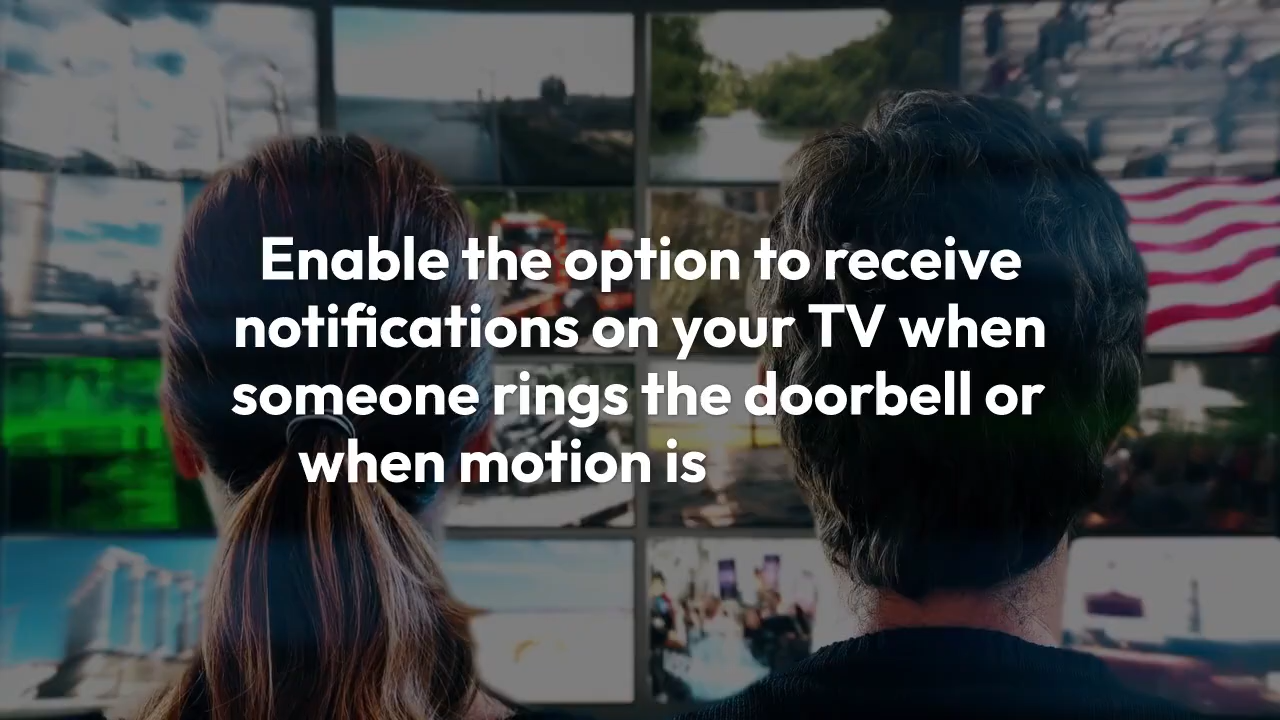 Enable the option to receive
notifications on your TV when
someone rings the doorbell or
when motion is